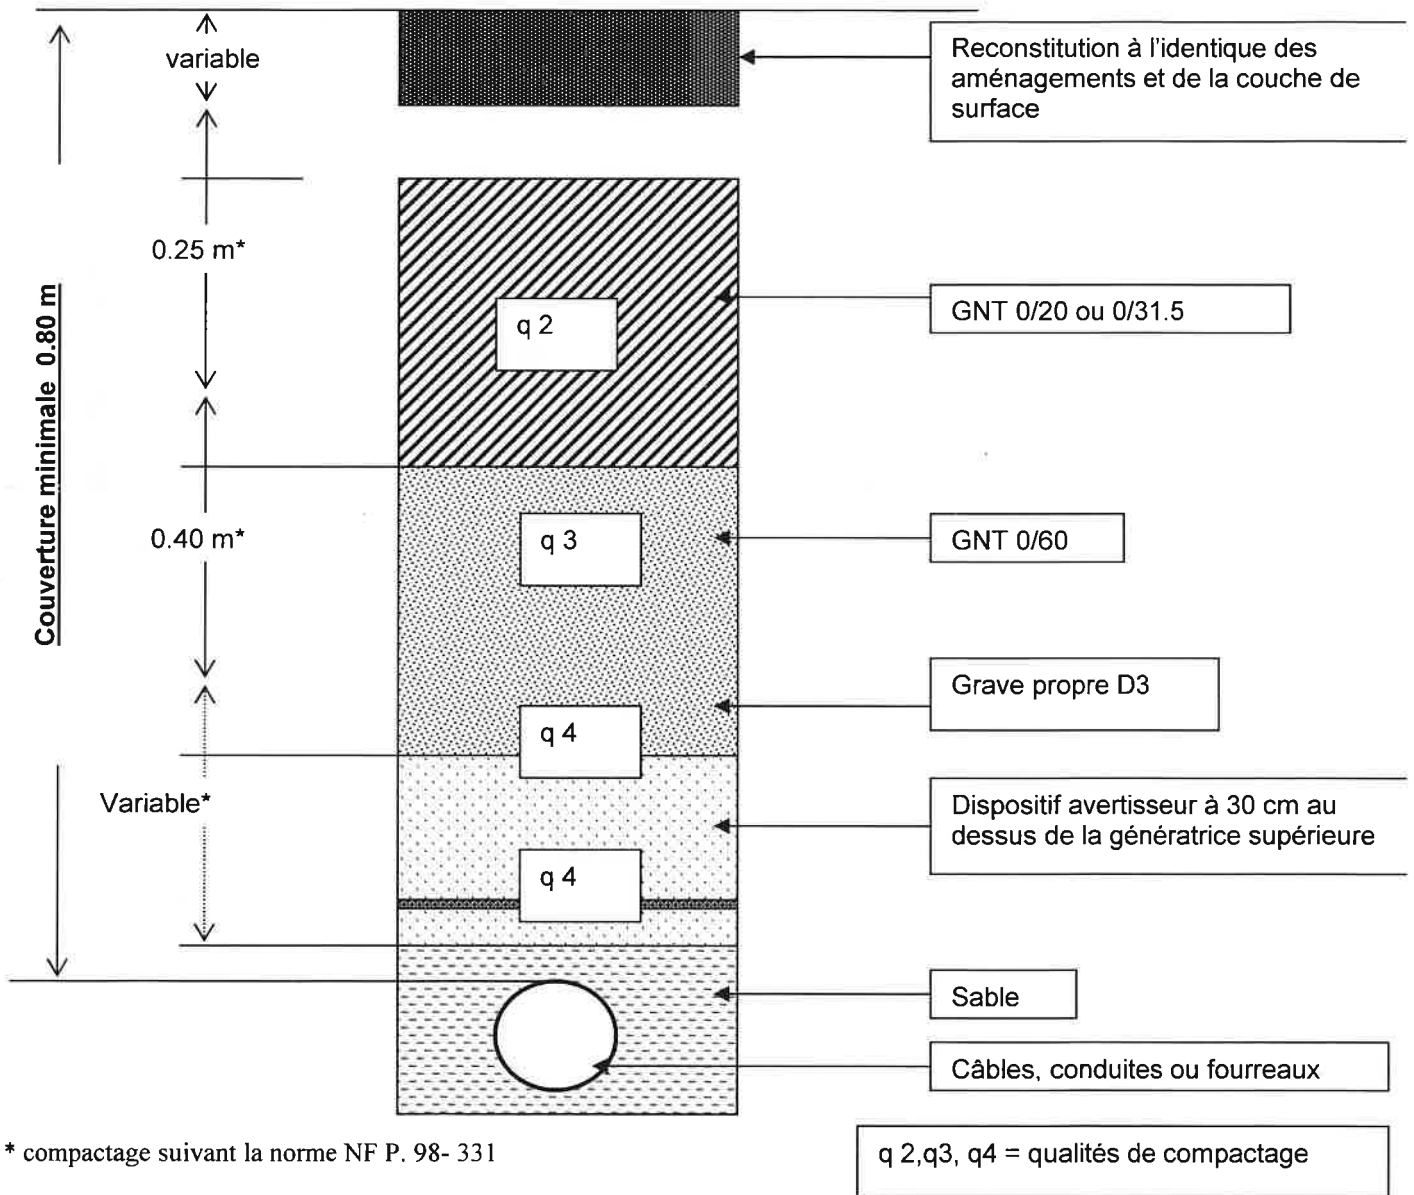 variable
Reconstitution à l'identique des
aménagements et de la couche de
surface
0.25 m*
Couverture minimale 0.80 m
q 2
GNT 0/20 ou 0/31.5
0.40 m*
q 3
GNT 0/60
Grave propre D3
q 4
Variable*
Dispositif avertisseur à 30 cm au
dessus de la génératrice supérieure
q 4
Sable
Câbles, conduites ou fourreaux
* compactage suivant la norme NF P. 98- 331
q 2,q3, q4 = qualités de compactage